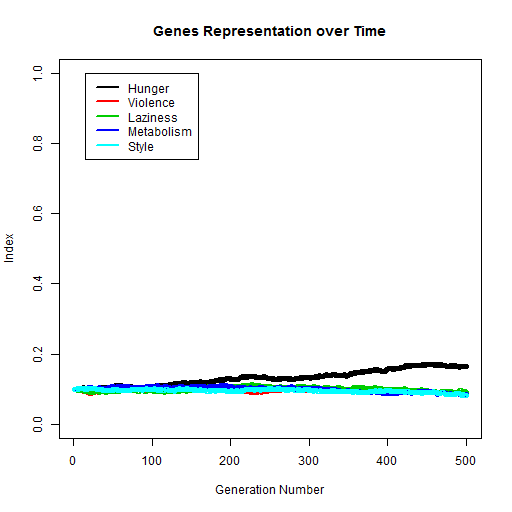 Genes Representation over Time
Index
1.0
0.8
0.6
0.4
0.2
0.0
Hunger
Violence
Laziness
Metabolism
Style
0 100 200 300 400 500
Generation Number